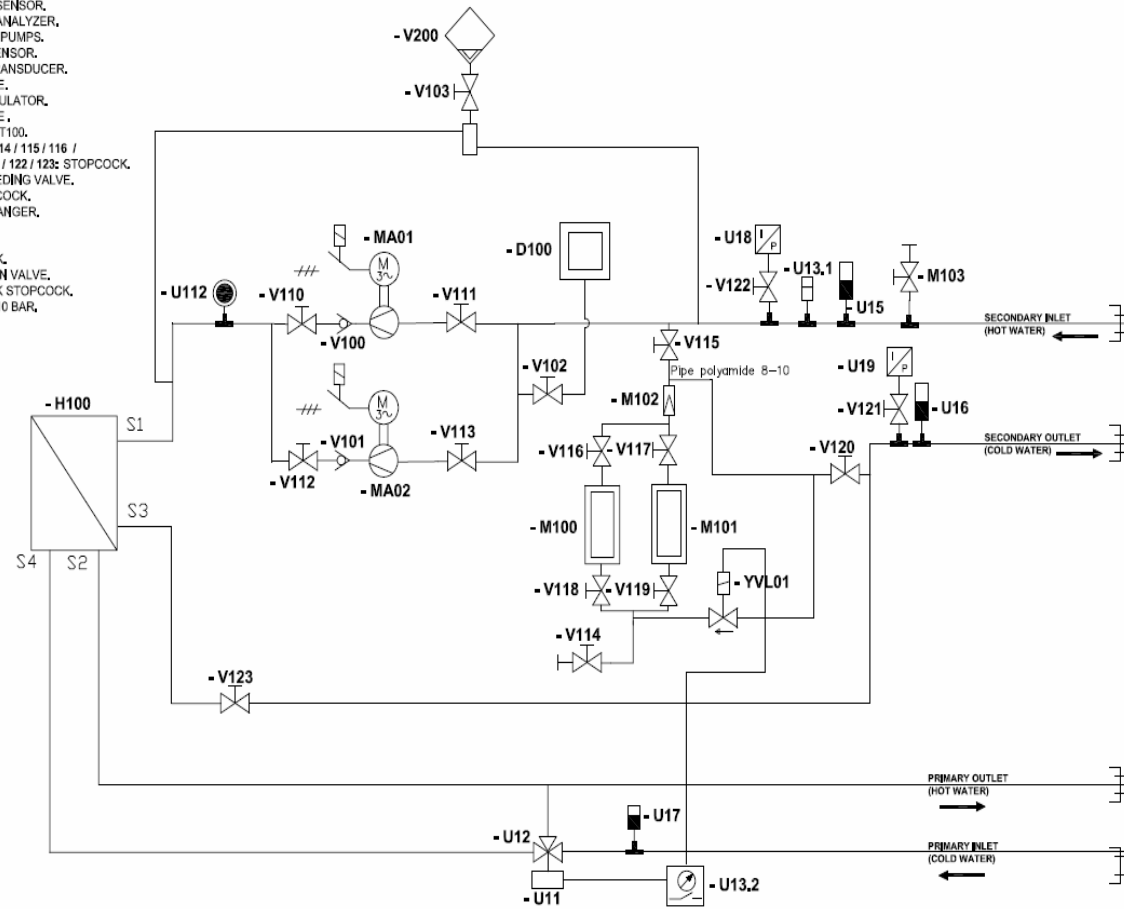 SENSOR.
ANALYZER.
PUMPS.
ENSOR.
ANSDUCER.
E.
ULATOR.
E.
T100.
14 / 115 / 116 /
/ 122 / 123: STOPCOCK.
EDING VALVE.
COCK.
ANGER.
K.
N VALVE.
K STOPCOCK.
0 BAR.
- V200
- V103
- MA01
- D100
- U18
I
P
- U13.1
- M103
- U112
- V110
M
3~
- V111
- V122
- U15
- V100
SECONDARY INLET
(HOT WATER)
- V115
- V102
- U19
I
P
Pipe polyamide 8-10
- H100
S1
M
3~
- M102
- V121
- U16
- V101
- V113
- V116
- V117
- V120
SECONDARY OUTLET
(COLD WATER)
- V112
- MA02
S3
- M100
- M101
S4
S2
- V118
- V119
- YVL01
- V114
- V123
PRIMARY OUTLET
(HOT WATER)
- U17
- U12
PRIMARY INLET
(COLD WATER)
- U13.2
- U11